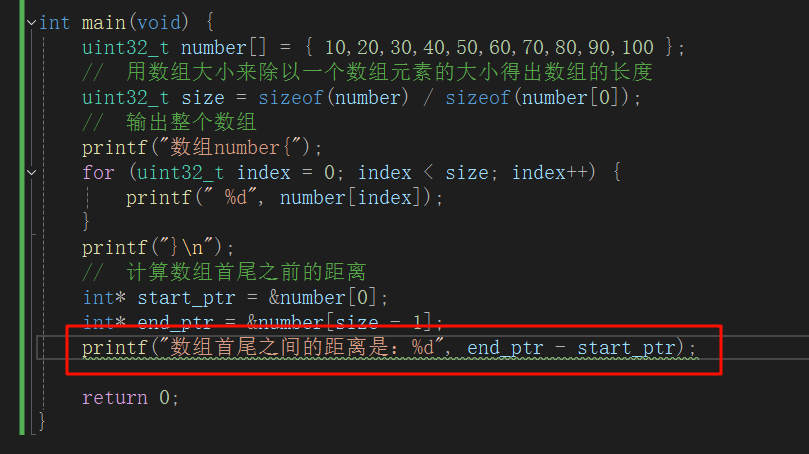 int main(void) {
uint32_t number[] = { 10,20,30,40,50,60,70,80,90,100 };
// 用数组大小来除以一个数组元素的大小得出数组的长度
uint32_t size = sizeof(number) / sizeof(number[0]);
// 输出整个数组
printf("数组number{");
for (uint32_t index = 0; index < size; index++) {
printf(" %d", number[index]);
}
printf("}\n");
// 计算数组首尾之前的距离
int* start_ptr = &number[0];
int* end_ptr = &number[size - 1];
printf("数组首尾之间的距离是：%d", end_ptr - start_ptr);
return 0;
}